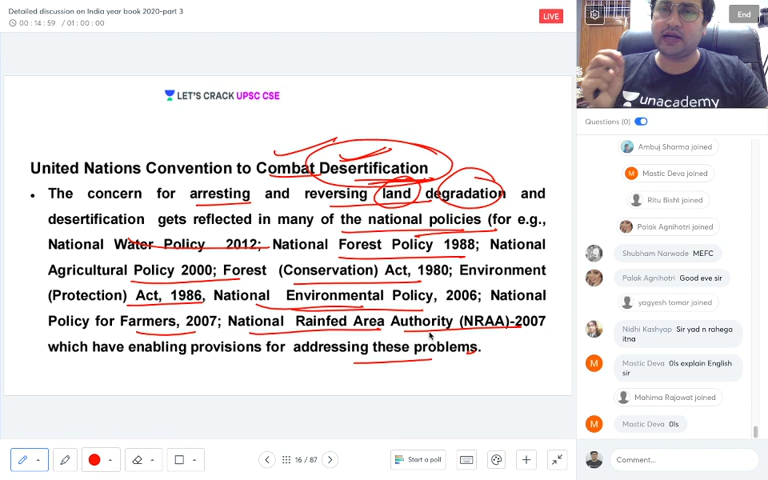 Detailed discussion on India year book 2020-part 3
00 : 14 : 59 / 01 : 00 : 00
LIVE
End
unacademy
LET'S CRACK UPSC CSE
United Nations Convention to Combat Desertification
• The concern for arresting and reversing land degradation and
desertification gets reflected in many of the national policies (for e.g.,
National Water Policy 2012; National Forest Policy 1988; National
Agricultural Policy 2000; Forest (Conservation) Act, 1980; Environment
(Protection) Act, 1986, National Environmental Policy, 2006; National
Policy for Farmers, 2007; National Rainfed Area Authority (NRAA)-2007
which have enabling provisions for addressing these problems.
16 / 87
Start a poll
Questions (0)
Ambuj Sharma joined
M
Mastic Deva joined
Ritu Bisht joined
Palak Agnihotri joined
Shubham Narwade MEFC
Palak Agnihotri Good eve sir
yagyesh tomar joined
Nidhi Kashyap Sir yad n rahega
itna
M
Mastic Deva 0ls explain English
sir
Mahima Rajawat joined
M
Mastic Deva 0ls
Comment...